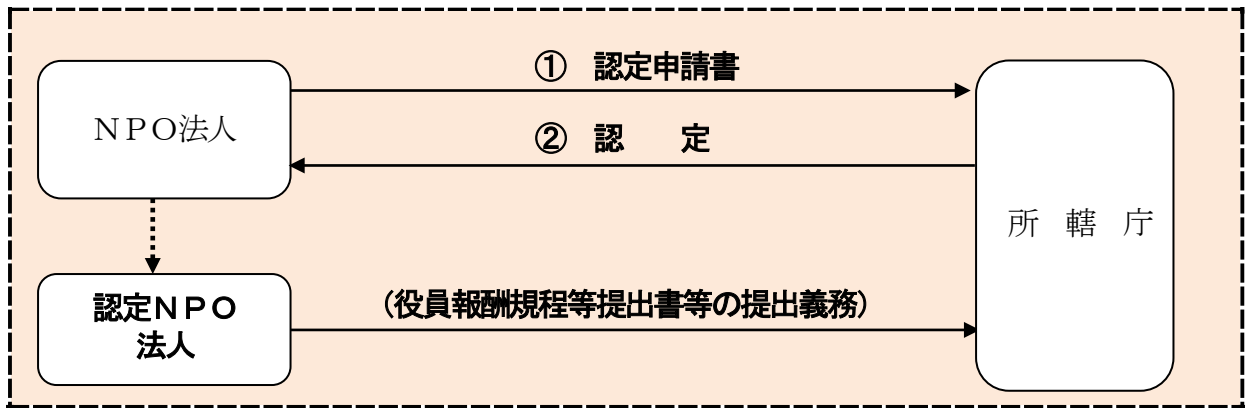 ① 認定申請書
NPO法人
② 認 定
所 轄 庁
認定NPO
法人
（役員報酬規程等提出書等の提出義務）